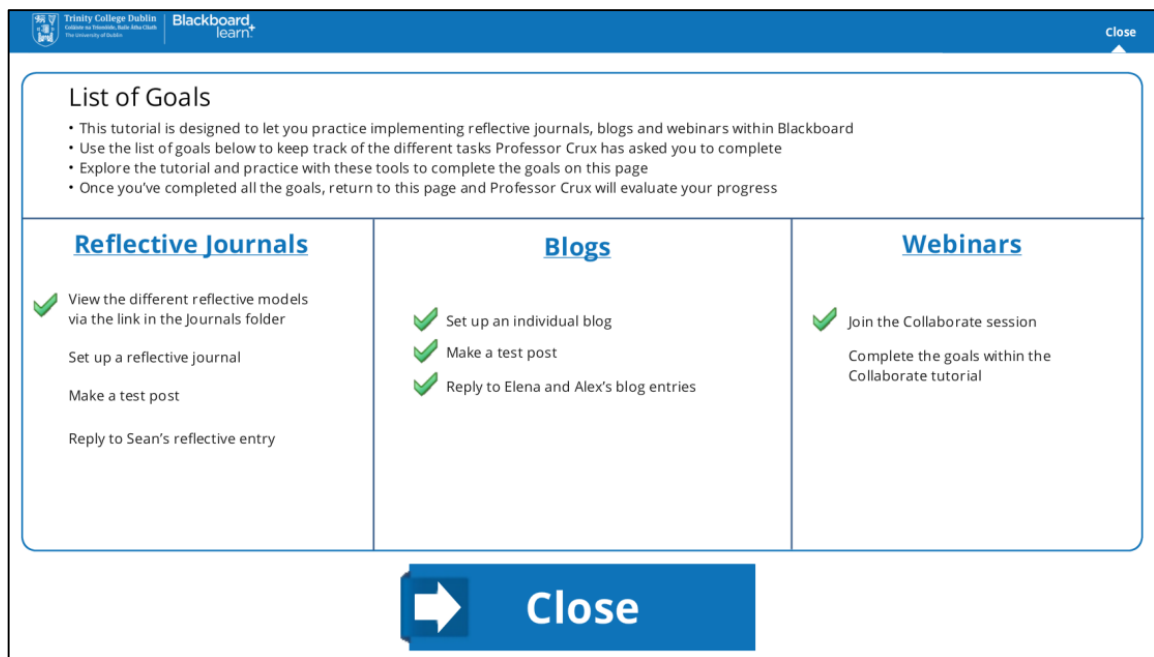 Trinity College Dublin
Coláiste na Tríonóide, Baile Átha Cliath
The University of Dublin
Blackboard
learn+
Close
List of Goals
• This tutorial is designed to let you practice implementing reflective journals, blogs and webinars within Blackboard
• Use the list of goals below to keep track of the different tasks Professor Crux has asked you to complete
• Explore the tutorial and practice with these tools to complete the goals on this page
• Once you've completed all the goals, return to this page and Professor Crux will evaluate your progress
Reflective Journals
View the different reflective models
via the link in the Journals folder
Set up a reflective journal
Make a test post
Reply to Sean's reflective entry
Blogs
Set up an individual blog
Make a test post
Reply to Elena and Alex's blog entries
Webinars
Join the Collaborate session
Complete the goals within the
Collaborate tutorial
Close